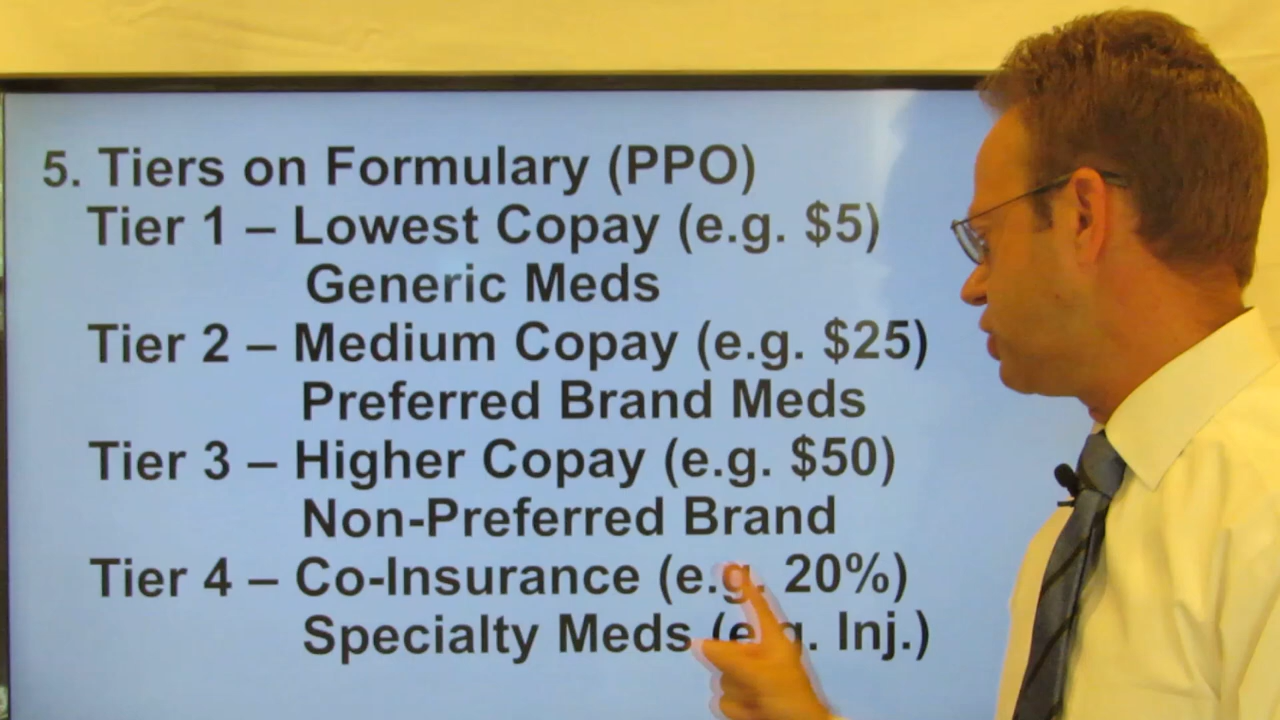 5. Tiers on Formulary (PPO)
Tier 1 – Lowest Copay (e.g. $5)
Generic Meds
Tier 2 – Medium Copay (e.g. $25)
Preferred Brand Meds
Tier 3 – Higher Copay (e.g. $50)
Non-Preferred Brand
Tier 4 – Co-Insurance (e.g. 20%)
Specialty Meds (e.g. Inj.)